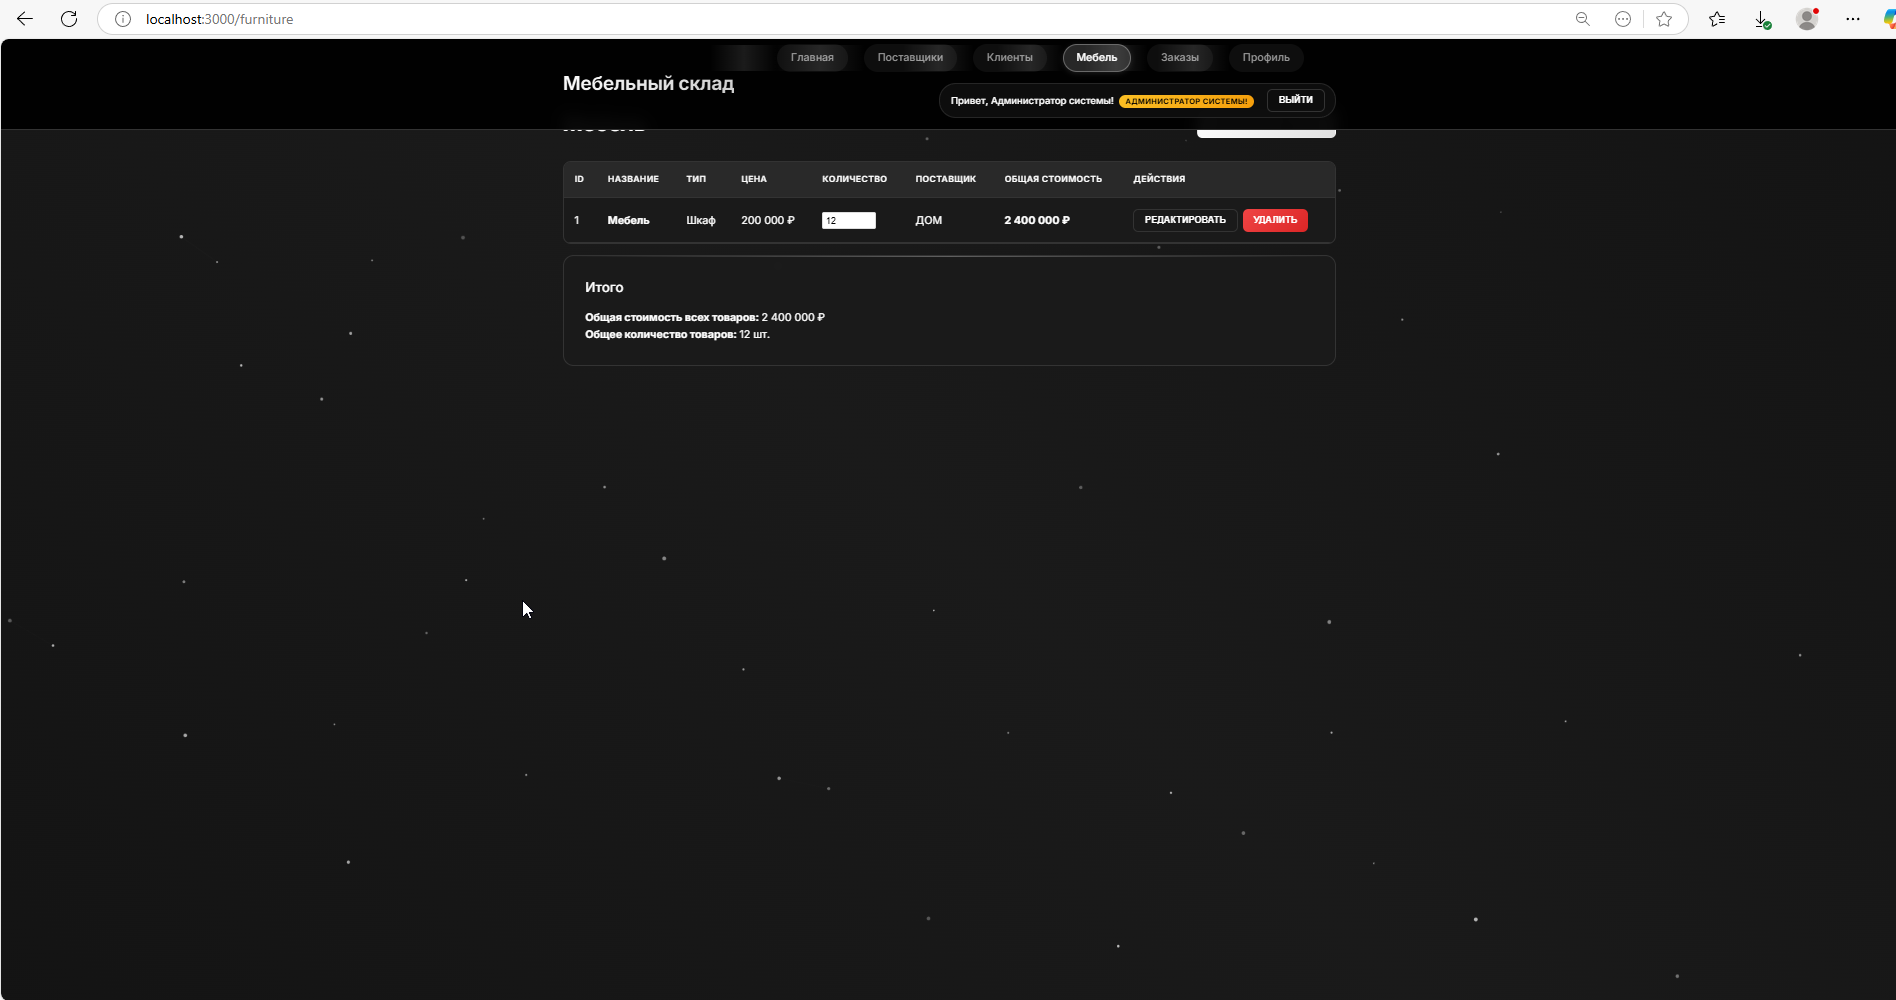 localhost:3000/furniture
Главная Поставщики Клиенты Мебель Заказы Профиль
Мебельный склад
Привет, Администратор системы! АДМИНИСТРАТОР СИСТЕМЫ! ВЫЙТИ
ID НАЗВАНИЕ ТИП ЦЕНА КОЛИЧЕСТВО ПОСТАВЩИК ОБЩАЯ СТОИМОСТЬ ДЕЙСТВИЯ
1 Мебель Шкаф 200 000 ₽ 12 ДОМ 2 400 000 ₽ РЕДАКТИРОВАТЬ УДАЛИТЬ
Итого
Общая стоимость всех товаров: 2 400 000 ₽
Общее количество товаров: 12 шт.